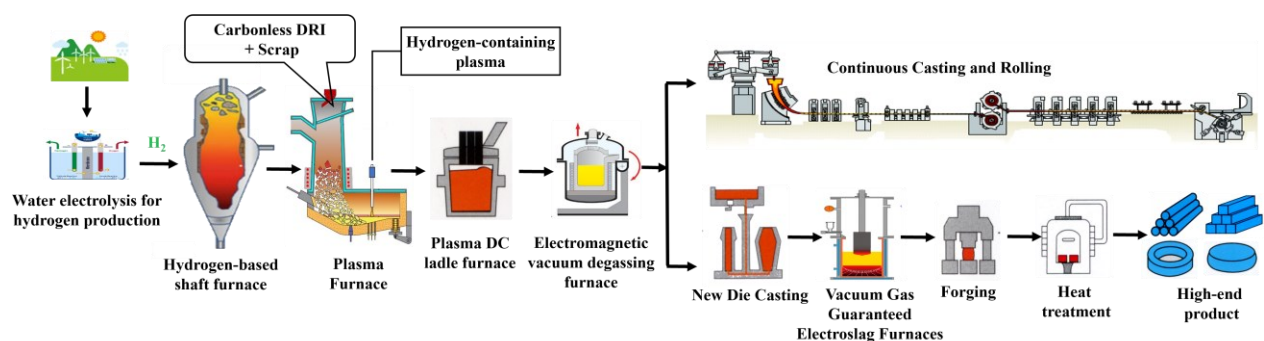 Carbonless DRI
+ Scrap
Hydrogen-containing
plasma
Continuous Casting and Rolling
H₂
Water electrolysis for
hydrogen production
Hydrogen-based
shaft furnace
Plasma
Furnace
Plasma DC
ladle furnace
Electromagnetic
vacuum degassing
furnace
New Die Casting
Vacuum Gas
Guaranteed
Electroslag Furnaces
Forging
Heat
treatment
High-end
product